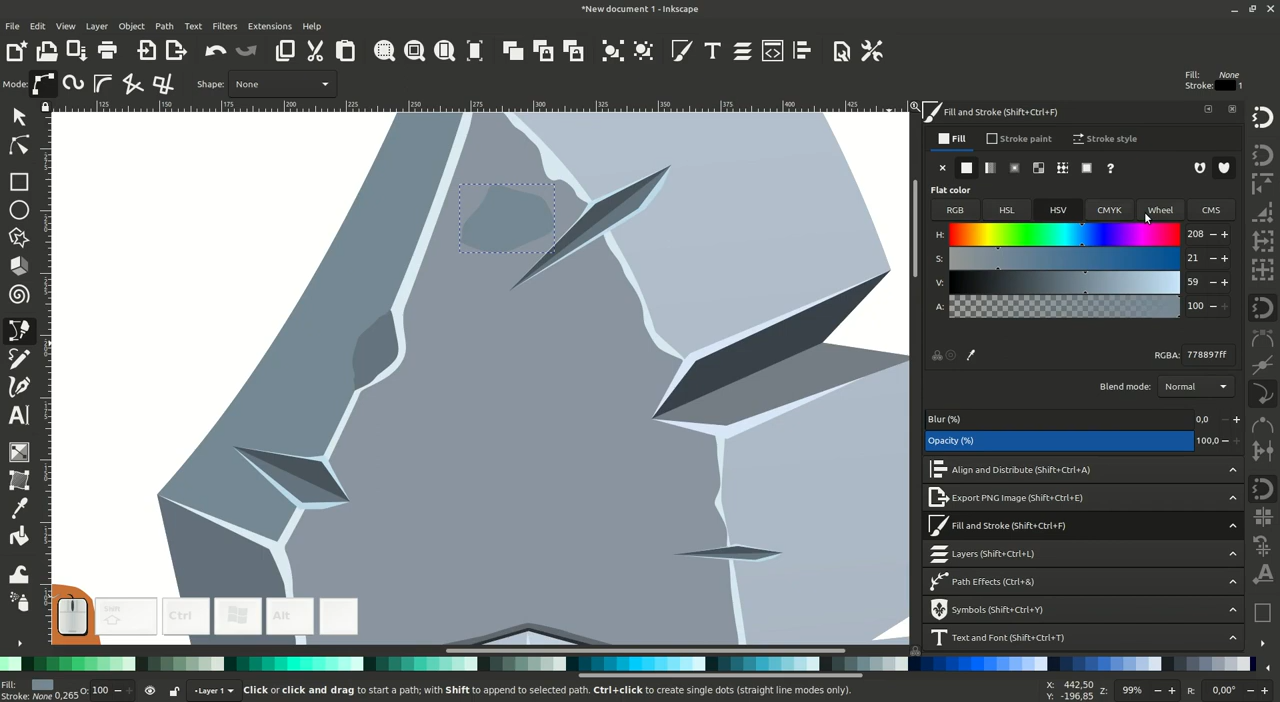 *New document 1 - Inkscape
File Edit View Layer Object Path Text Filters Extensions Help
Mode: Shape: None
Fill: None
Stroke: 1
125 150 175 200 225 250 275 300 325 350 375 400 425
Fill and Stroke (Shift+Ctrl+F)
Fill Stroke paint Stroke style
Flat color
RGB HSL HSV CMYK Wheel CMS
H: 208
S: 21
V: 59
A: 100
RGBA: 778897ff
Blend mode: Normal
Blur (%) 0,0
Opacity (%) 100,0
Align and Distribute (Shift+Ctrl+A)
Export PNG Image (Shift+Ctrl+E)
Fill and Stroke (Shift+Ctrl+F)
Layers (Shift+Ctrl+L)
Path Effects (Ctrl+&)
Symbols (Shift+Ctrl+Y)
Text and Font (Shift+Ctrl+T)
Ctrl Alt
Fill:
Stroke: None 0,265 O: 100 -Layer 1 Click or click and drag to start a path; with Shift to append to selected path. Ctrl+click to create single dots (straight line modes only).
X: 442,50
Y: -196,85
Z: 99% R: 0,00°